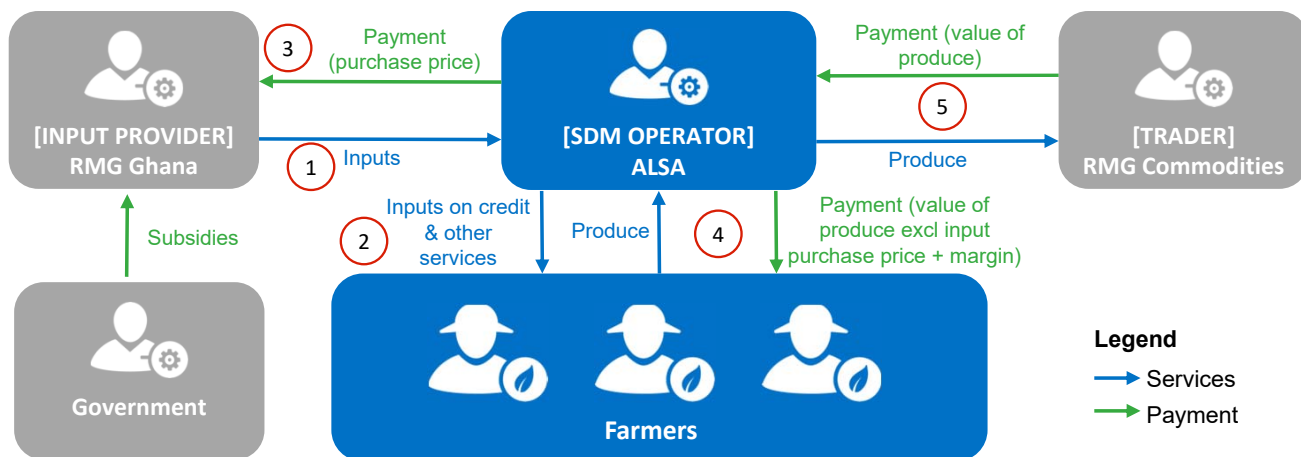 3
Payment
(purchase price)
[INPUT PROVIDER]
RMG Ghana
1
Inputs
[SDM OPERATOR]
ALSA
Payment (value of
produce)
5
Produce
[TRADER]
RMG Commodities
Subsidies
Government
2
Inputs on credit
& other
services
Produce
4
Payment (value of
produce excl input
purchase price + margin)
Farmers
Legend
Services
Payment